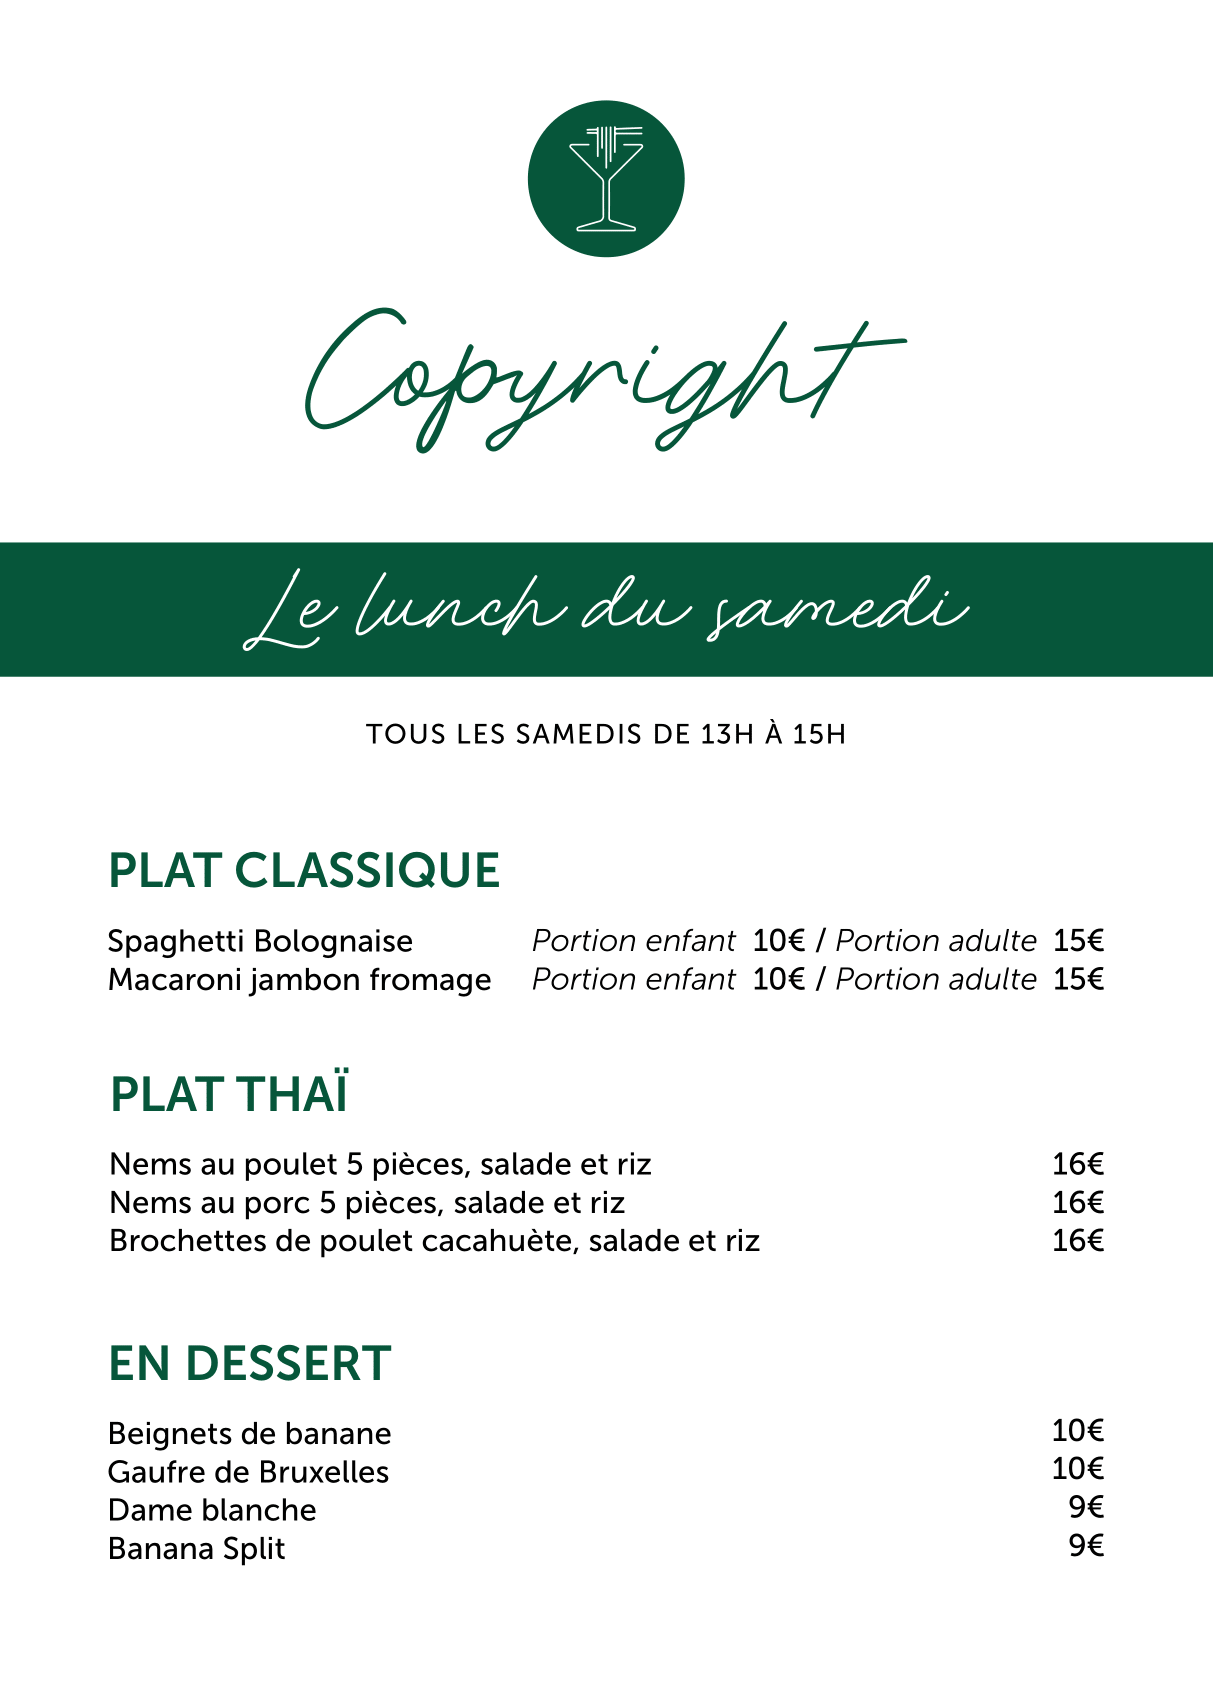 Copyright
Le lunch du samedi
TOUS LES SAMEDIS DE 13H À 15H
PLAT CLASSIQUE
Spaghetti Bolognaise Portion enfant 10€ / Portion adulte 15€
Macaroni jambon fromage Portion enfant 10€ / Portion adulte 15€
PLAT THAÏ
Nems au poulet 5 pièces, salade et riz 16€
Nems au porc 5 pièces, salade et riz 16€
Brochettes de poulet cacahuète, salade et riz 16€
EN DESSERT
Beignets de banane 10€
Gaufre de Bruxelles 10€
Dame blanche 9€
Banana Split 9€